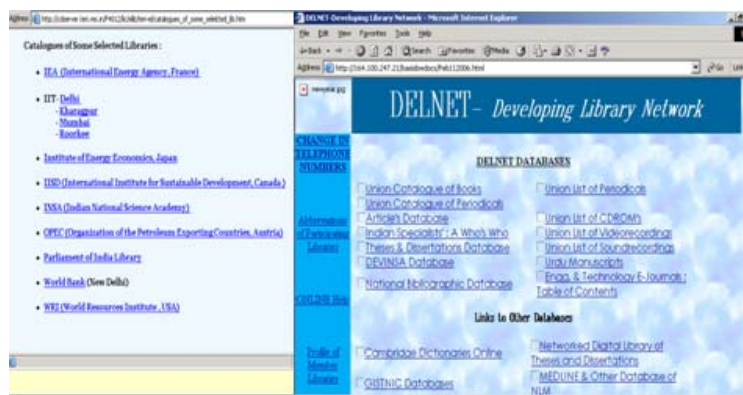 Address
Catalogues of Some Selected Libraries :
IEA (International Energy Agency, France)
IIT- Delhi
- Kharagpur
- Mumbai
- Roorkee
Institute of Energy Economics, Japan
IISD (International Institute for Sustainable Development, Canada )
INSA (Indian National Science Academy)
OPEC (Organization of the Petroleum Exporting Countries, Austria)
Parliament of India Library
World Bank (New Delhi)
WRI (World Resources Institute , USA)
DELNET-Developing Library Network - Microsoft Internet Explorer
File Edit View Favorites Tools Help
Back Search Favorites Media
Address Go
DELNET- Developing Library Network
CHANGE IN
TELEPHONE
NUMBERS
Abbreviations
of Participating
Libraries
Help
Profile of
Member
Libraries
DELNET DATABASES
Union Catalogue of Books
Union List of Periodicals
Union Catalogue of Periodicals
Articles Database
Union List of CDROM's
Indian Specialists' : A Who's Who
Union List of Videorecordings
Theses & Dissertations Database
Union List of Soundrecordings
DEVINSA Database
Urdu Manuscripts
National Bibliographic Database
Engg. & Technology E-Journals :
Table of Contents
Links to Other Databases
Cambridge Dictionaries Online
Networked Digital Library of
Theses and Dissertations
GISTNIC Databases
MEDLINE & Other Database of
NLM